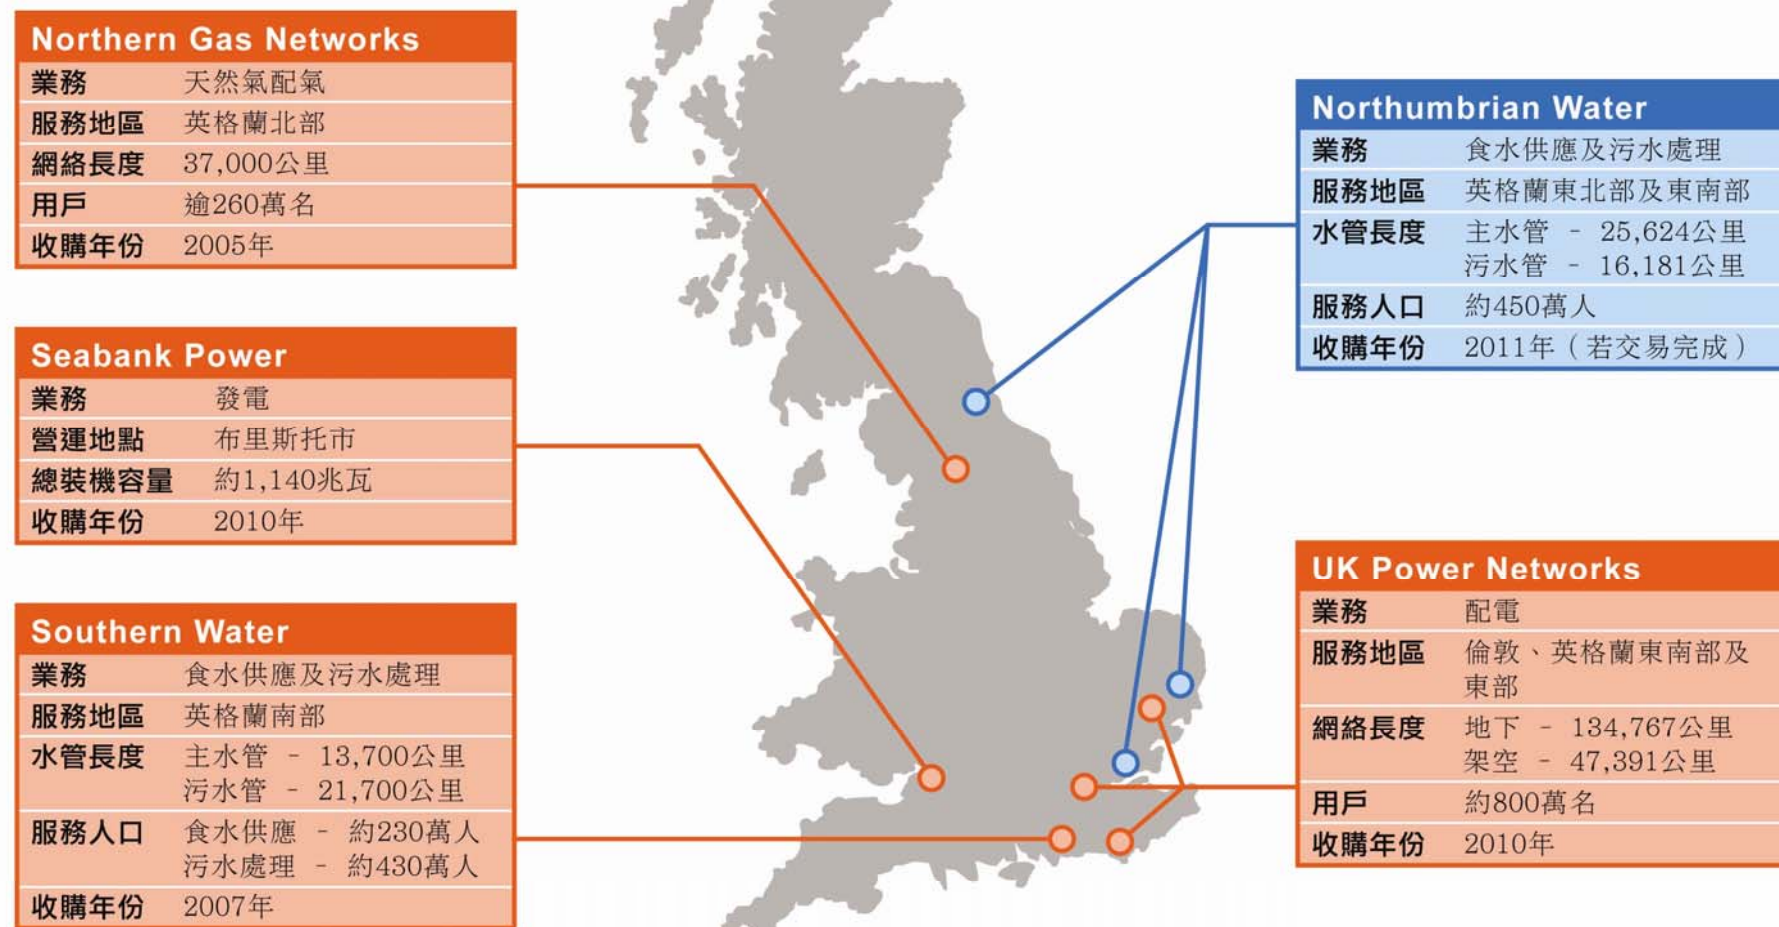 Northern Gas Networks
業務 天然氣配氣
服務地區 英格蘭北部
網絡長度 37,000公里
用戶 逾260萬名
收購年份 2005年
Seabank Power
業務 發電
營運地點 布里斯托市
總裝機容量 約1,140兆瓦
收購年份 2010年
Southern Water
業務 食水供應及污水處理
服務地區 英格蘭南部
水管長度 主水管 - 13,700公里
污水管 - 21,700公里
服務人口 食水供應 - 約230萬人
污水處理 - 約430萬人
收購年份 2007年
Northumbrian Water
業務 食水供應及污水處理
服務地區 英格蘭東北部及東南部
水管長度 主水管 - 25,624公里
污水管 - 16,181公里
服務人口 約450萬人
收購年份 2011年（若交易完成）
UK Power Networks
業務 配電
服務地區 倫敦、英格蘭東南部及
東部
網絡長度 地下 - 134,767公里
架空 - 47,391公里
用戶 約800萬名
收購年份 2010年